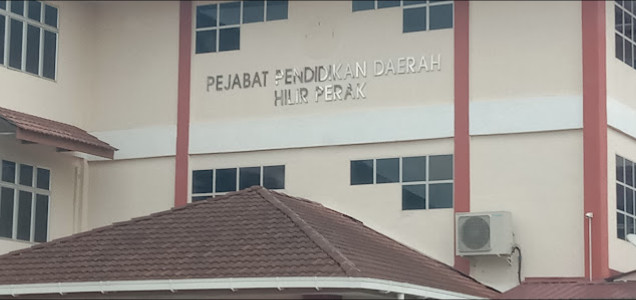 PEJABAT PENDIDIKAN DAERAH
HILIR PERAK